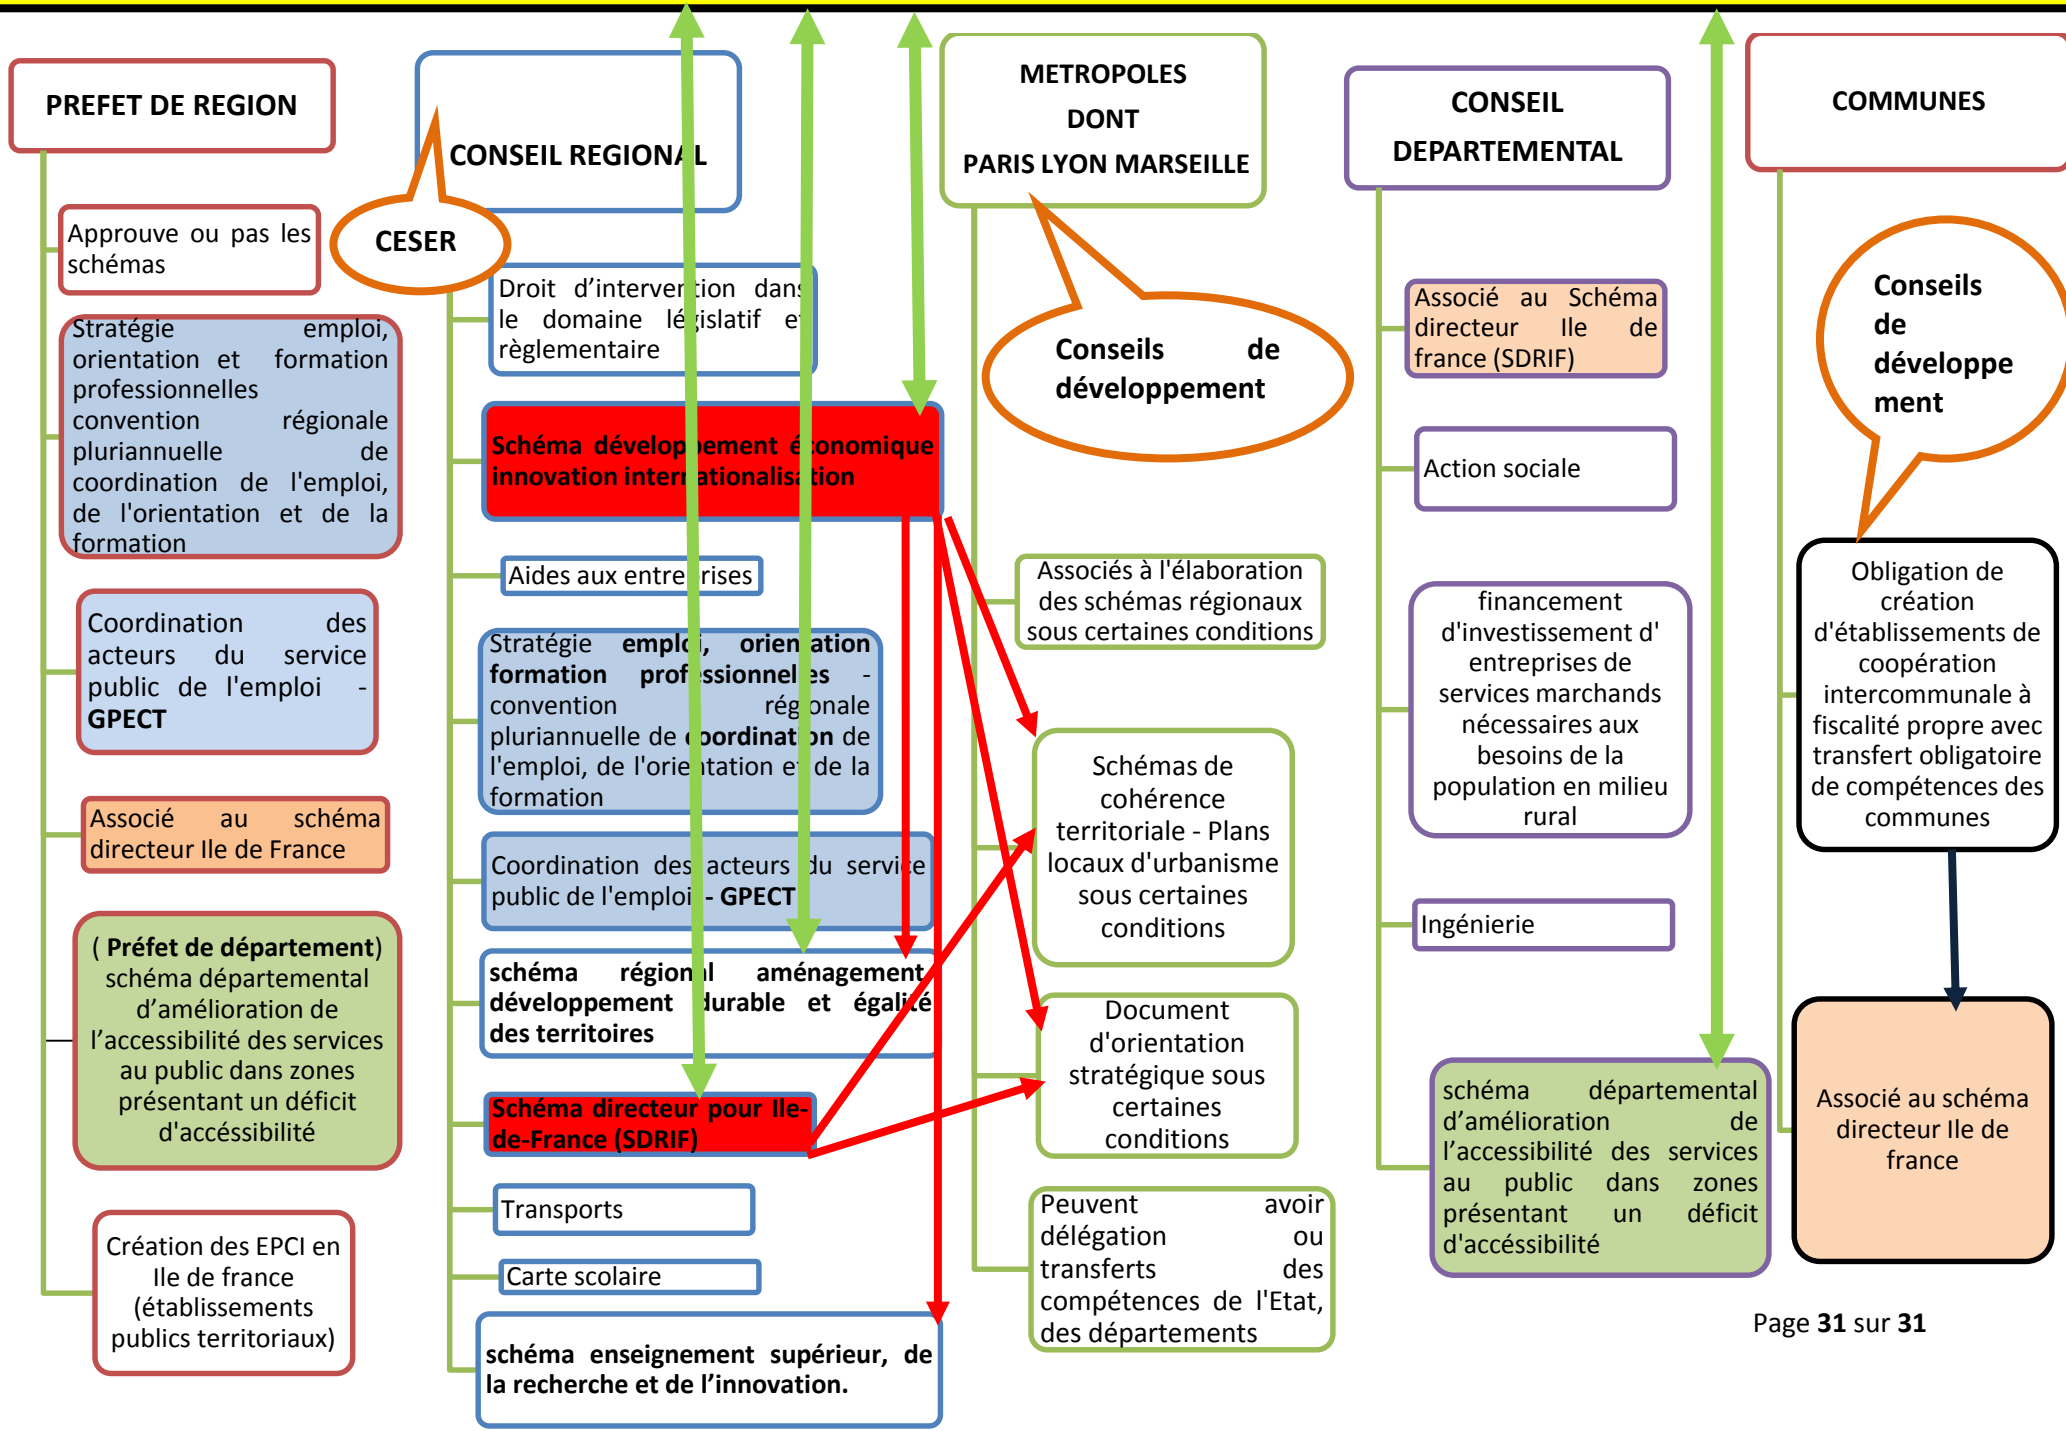 PREFET DE REGION
Approuve ou pas les
schémas
Stratégie emploi,
orientation et formation
professionnelles
convention régionale
pluriannuelle de
coordination de l'emploi,
de l'orientation et de la
formation
Coordination des
acteurs du service
public de l'emploi -
GPECT
Associé au schéma
directeur Ile de France
( Préfet de département)
schéma départemental
d’amélioration de
l’accessibilité des services
au public dans zones
présentant un déficit
d'accéssibilité
Création des EPCI en
Ile de france
(établissements
publics territoriaux)
CONSEIL REGIONAL
CESER
Droit d’intervention dans
le domaine législatif et
règlementaire
Schéma développement économique
innovation internationalisation
Aides aux entreprises
Stratégie emploi, orientation
formation professionnelles -
convention régionale
pluriannuelle de coordination de
l'emploi, de l'orientation et de la
formation
Coordination des acteurs du service
public de l'emploi - GPECT
schéma régional aménagement,
développement durable et égalité
des territoires
Schéma directeur pour Ile-
de-France (SDRIF)
Transports
Carte scolaire
schéma enseignement supérieur, de
la recherche et de l’innovation.
METROPOLES
DONT
PARIS LYON MARSEILLE
Conseils de
développement
Associés à l'élaboration
des schémas régionaux
sous certaines conditions
Schémas de
cohérence
territoriale - Plans
locaux d'urbanisme
sous certaines
conditions
Document
d'orientation
stratégique sous
certaines
conditions
Peuvent avoir
délégation ou
transferts des
compétences de l'Etat,
des départements
CONSEIL
DEPARTEMENTAL
Associé au Schéma
directeur Ile de
france (SDRIF)
Action sociale
financement
d'investissement d'
entreprises de
services marchands
nécessaires aux
besoins de la
population en milieu
rural
Ingénierie
schéma départemental
d’amélioration de
l’accessibilité des services
au public dans zones
présentant un déficit
d'accéssibilité
COMMUNES
Conseils
de
développe
ment
Obligation de
création
d'établissements de
coopération
intercommunale à
fiscalité propre avec
transfert obligatoire
de compétences des
communes
Associé au schéma
directeur Ile de
france
Page 31 sur 31